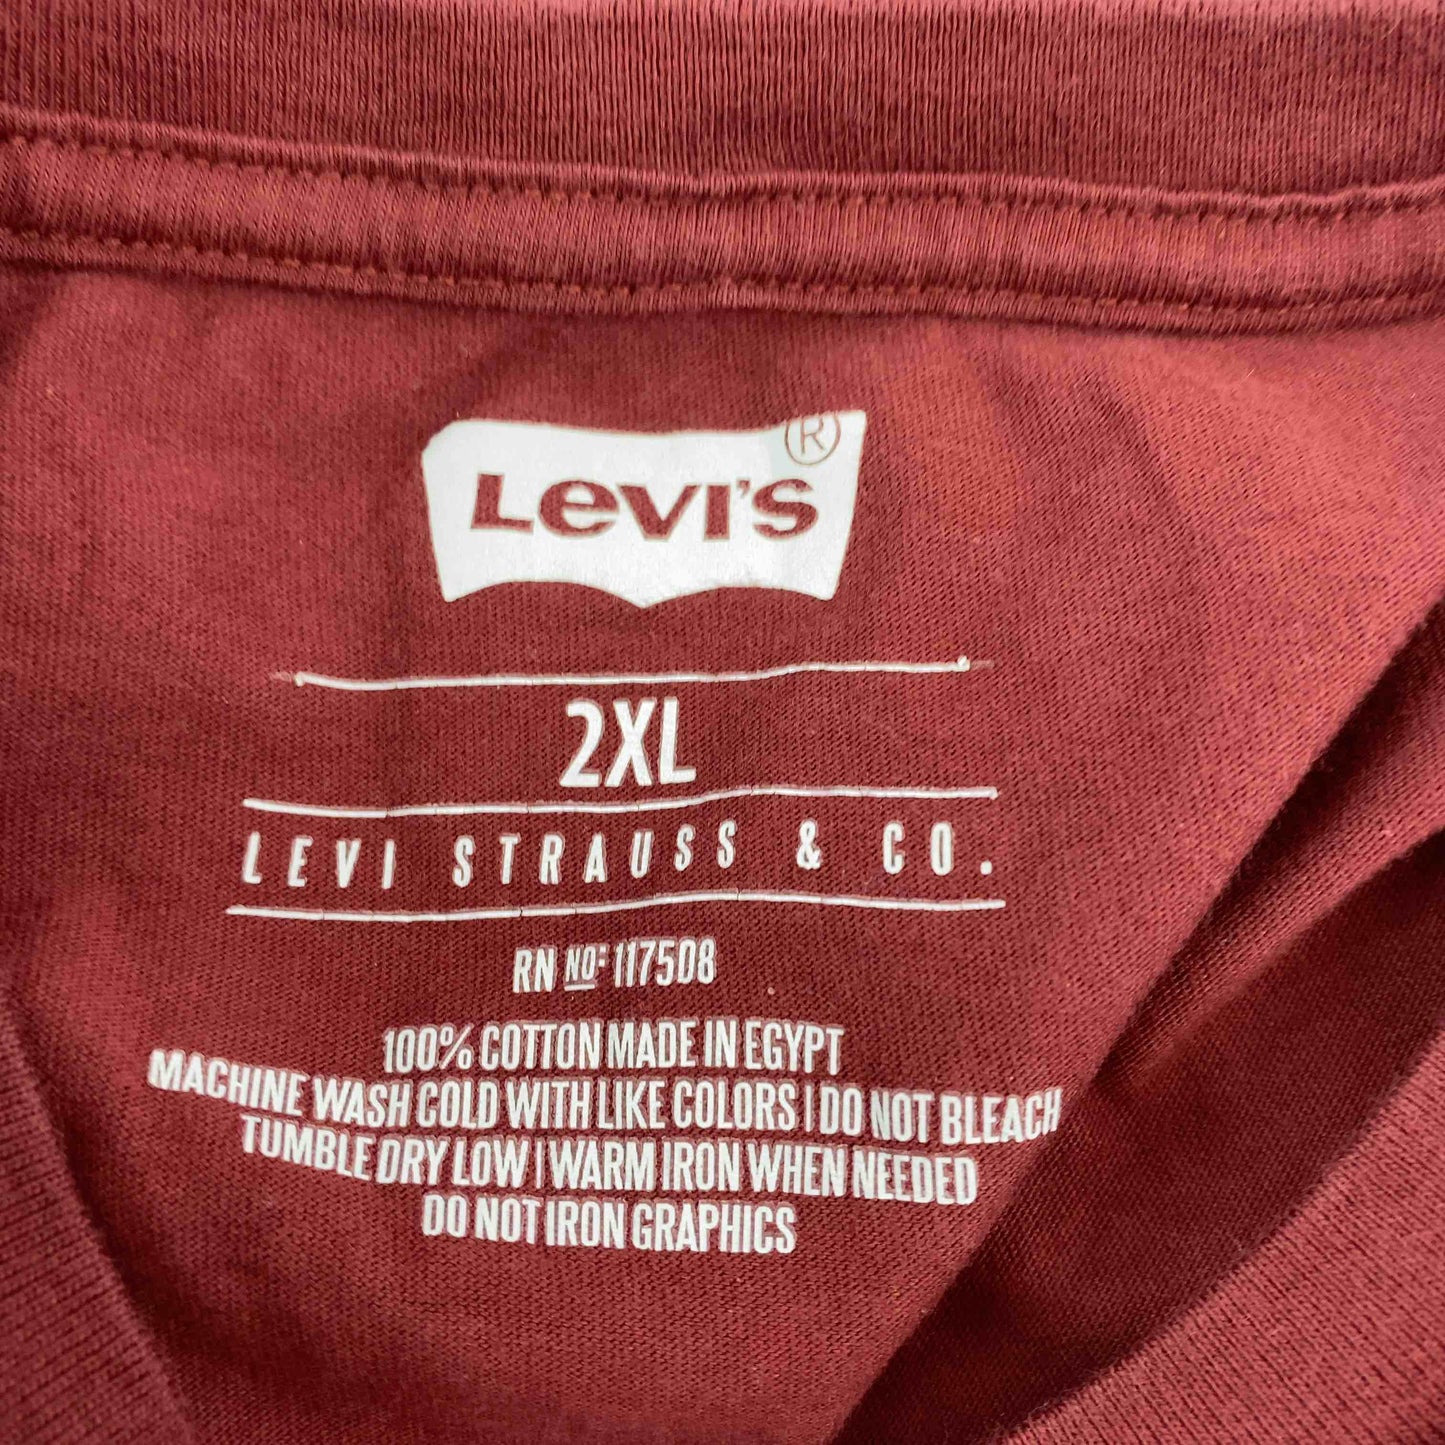 Levi's®
2XL
LEVI STRAUSS & CO.
RN NO: 117508
100% COTTON MADE IN EGYPT
MACHINE WASH COLD WITH LIKE COLORS | DO NOT BLEACH
TUMBLE DRY LOW | WARM IRON WHEN NEEDED
DO NOT IRON GRAPHICS